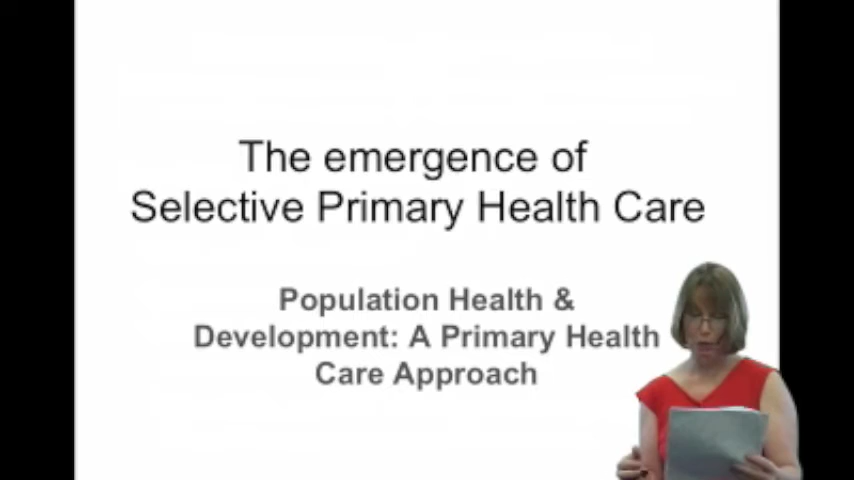 The emergence of
Selective Primary Health Care
Population Health &
Development: A Primary Health
Care Approach